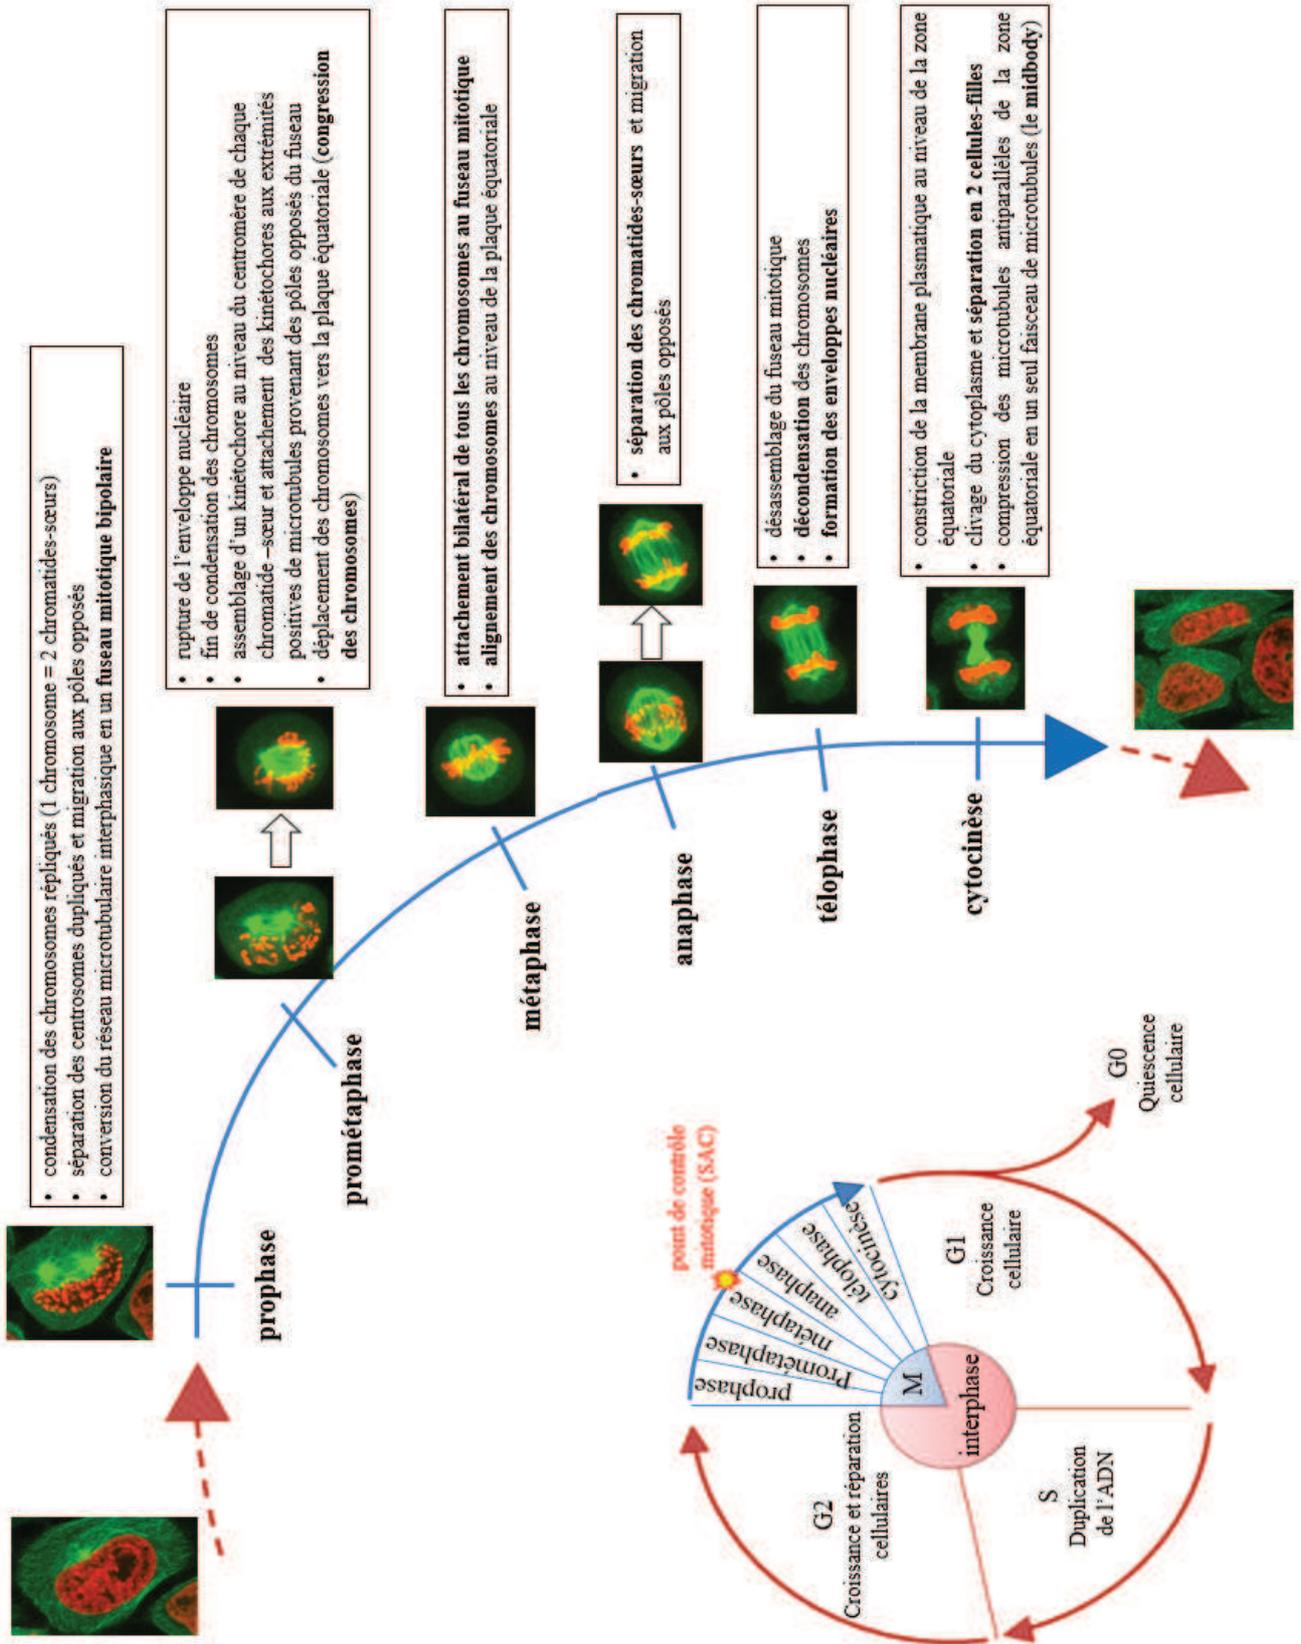 • condensation des chromosomes répliqués (1 chromosome = 2 chromatides-sœurs)
• séparation des centrosomes dupliqués et migration aux pôles opposés
• conversion du réseau microtubulaire interphasique en un fuseau mitotique bipolaire
prophase
• rupture de l'enveloppe nucléaire
• fin de condensation des chromosomes
• assemblage d'un kinétochore au niveau du centromère de chaque
chromatide –sœur et attachement des kinétochores aux extrémités
positives de microtubules provenant des pôles opposés du fuseau
• déplacement des chromosomes vers la plaque équatoriale (congression
des chromosomes)
prométaphase
• attachement bilatéral de tous les chromosomes au fuseau mitotique
• alignement des chromosomes au niveau de la plaque équatoriale
métaphase
• séparation des chromatides-sœurs et migration
aux pôles opposés
anaphase
• désassemblage du fuseau mitotique
• décondensation des chromosomes
• formation des enveloppes nucléaires
télophase
• constriction de la membrane plasmatique au niveau de la zone
équatoriale
• clivage du cytoplasme et séparation en 2 cellules-filles
• compression des microtubules antiparallèles de la zone
équatoriale en un seul faisceau de microtubules (le midbody)
cytocinèse
point de contrôle
mitotique (SAC)
prophase
Prométaphase
métaphase
anaphase
télophase
cytocinèse
M
interphase
G2
Croissance et réparation
cellulaires
S
Duplication
de l'ADN
G1
Croissance
cellulaire
G0
Quiescence
cellulaire